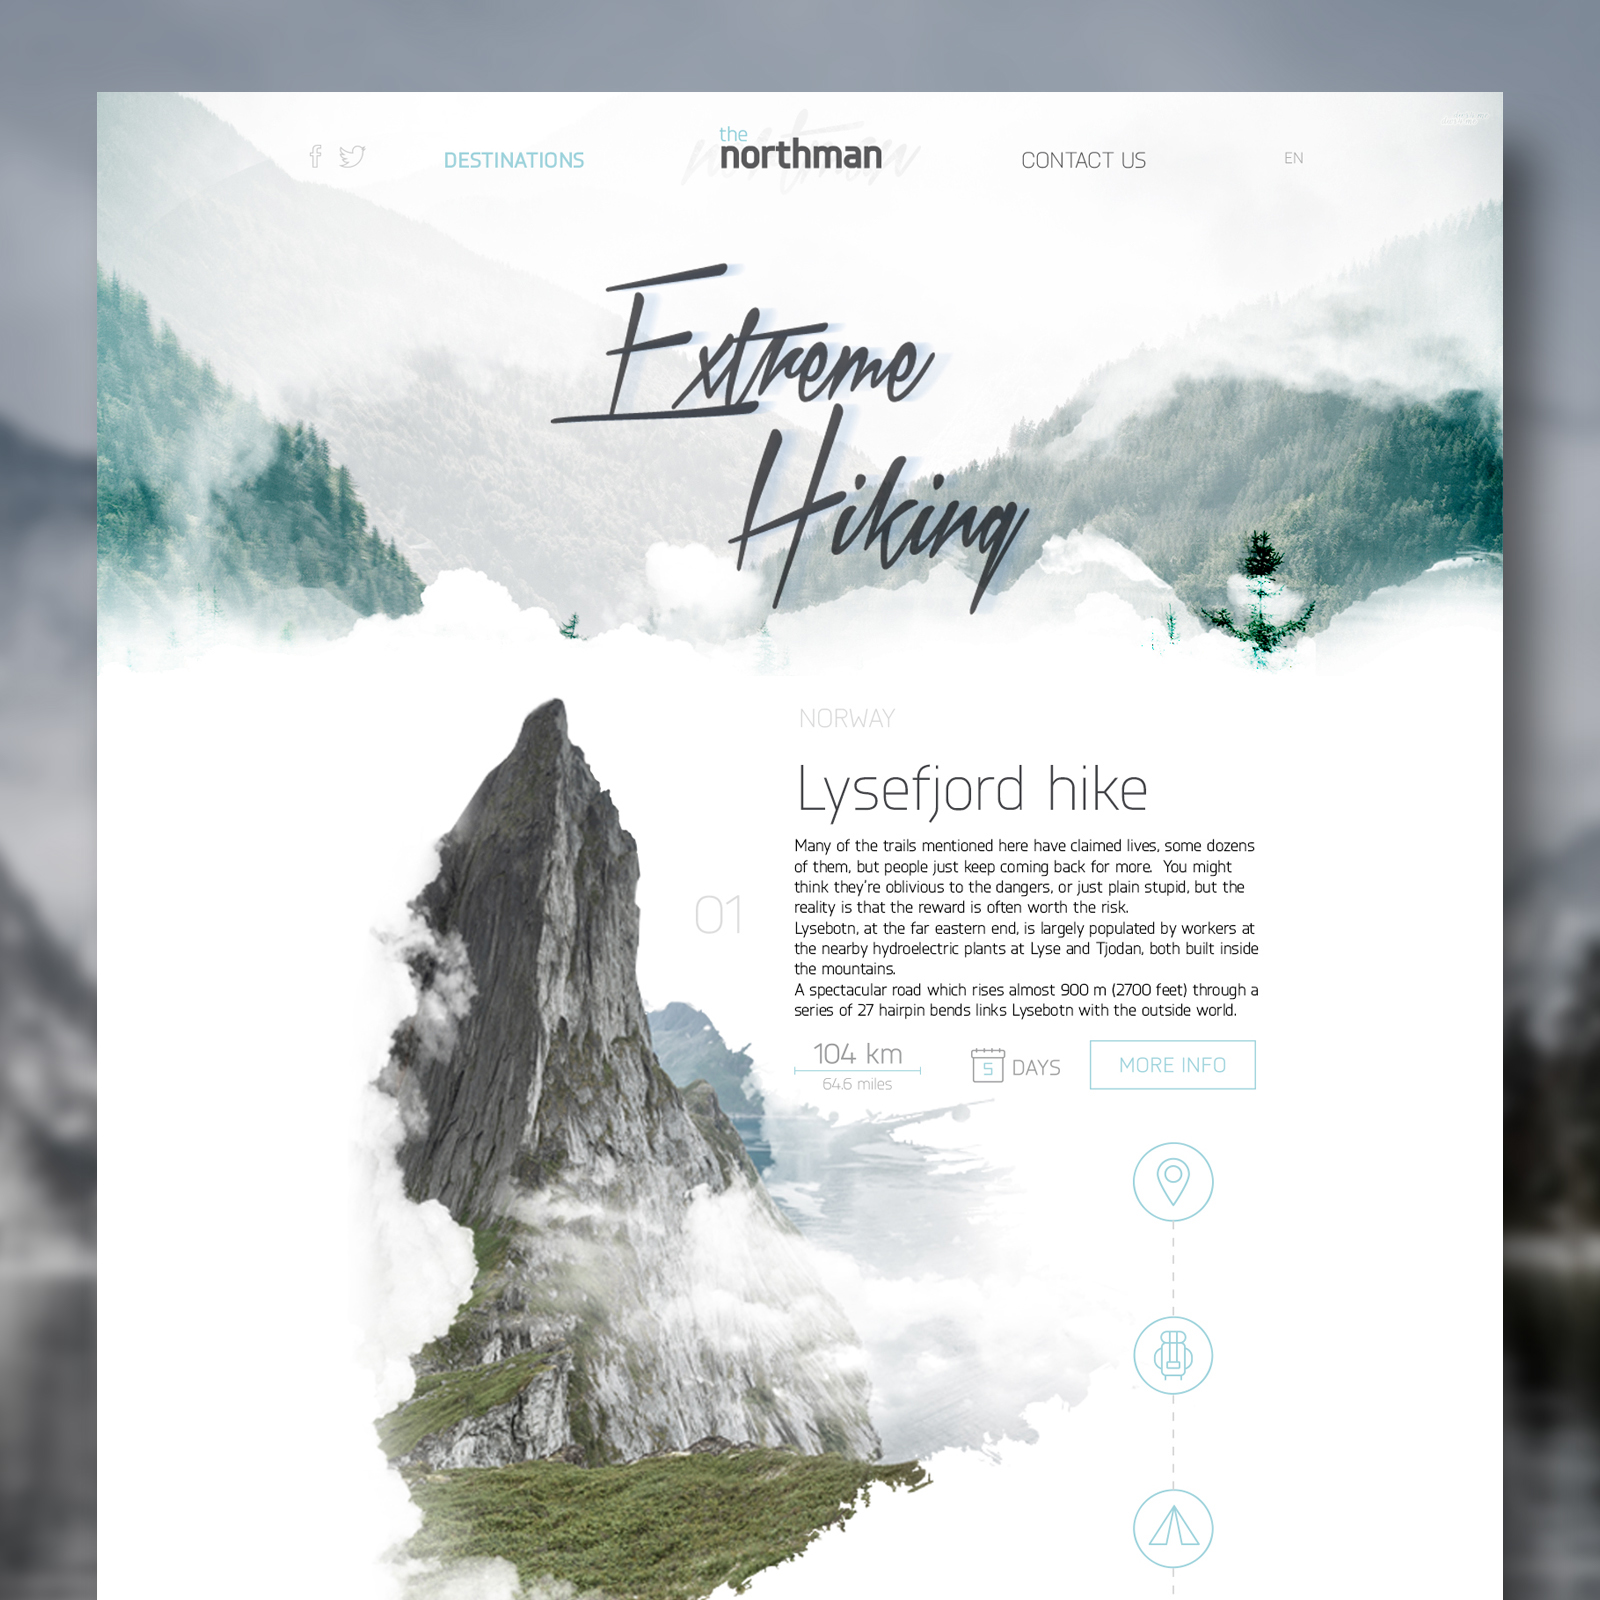 DESTINATIONS
the
northman
CONTACT US
EN
Extreme
Hiking
NORWAY
Lysefjord hike
01
Many of the trails mentioned here have claimed lives, some dozens
of them, but people just keep coming back for more. You might
think they're oblivious to the dangers, or just plain stupid, but the
reality is that the reward is often worth the risk.
Lysebotn, at the far eastern end, is largely populated by workers at
the nearby hydroelectric plants at Lyse and Tjodan, both built inside
the mountains.
A spectacular road which rises almost 900 m (2700 feet) through a
series of 27 hairpin bends links Lysebotn with the outside world.
104 km
64.6 miles
5 DAYS
MORE INFO